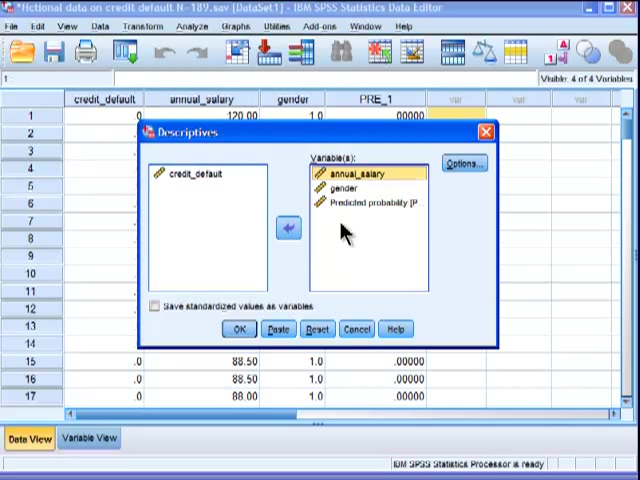 *fictional data on credit default N=189.sav [DataSet1] - IBM SPSS Statistics Data Editor
File Edit View Data Transform Analyze Graphs Utilities Add-ons Window Help
1
Visible: 4 of 4 Variables
credit_default annual_salary gender PRE_1 var var var
1 .0 120.00 1.0 .00000
2
Descriptives
3
Variable(s):
Options...
4
credit_default annual_salary
5
gender
6
Predicted probability [P...
7
8
9
10
11
12
Save standardized values as variables
13
OK Paste Reset Cancel Help
14
15 .0 88.50 1.0 .00000
16 .0 88.50 1.0 .00000
17 .0 88.00 1.0 .00000
Data View Variable View
IBM SPSS Statistics Processor is ready